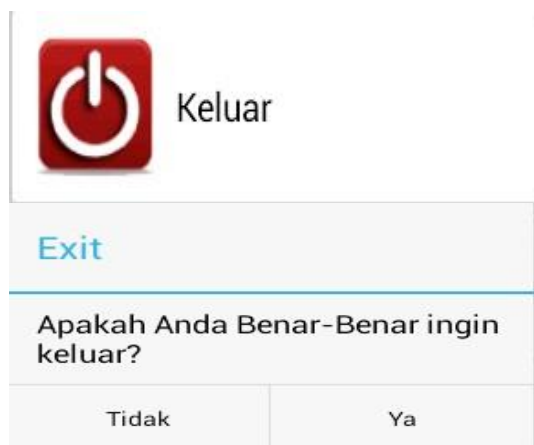 Keluar
Exit
Apakah Anda Benar-Benar ingin
keluar?
Tidak
Ya